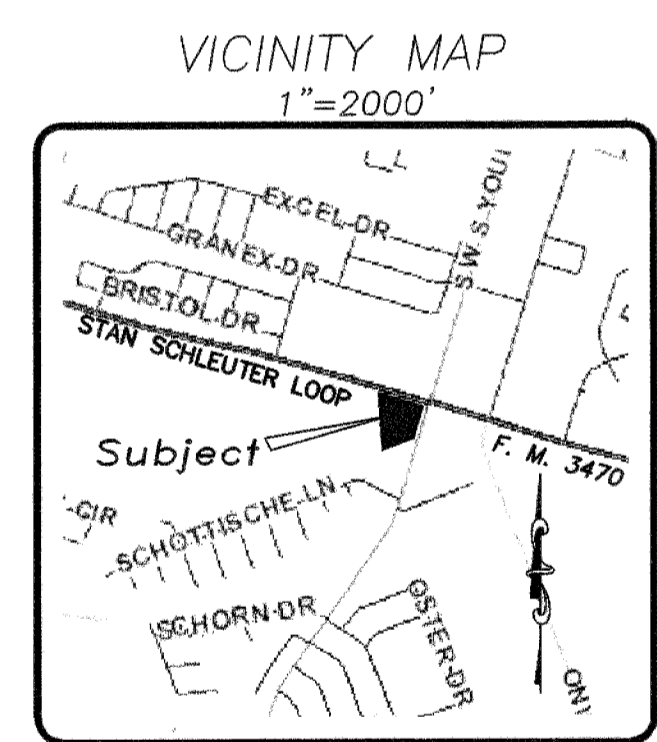 VICINITY MAP
1"=2000'
EXCEL-DR
GRANEX-DR
BRISTOL-DR
S W S YOU
STAN SCHLEUTER LOOP
Subject
F. M. 3470
-CIR
SCHOTTISCHE-LN
SCHORN-DR
OSTER-DR
ONY